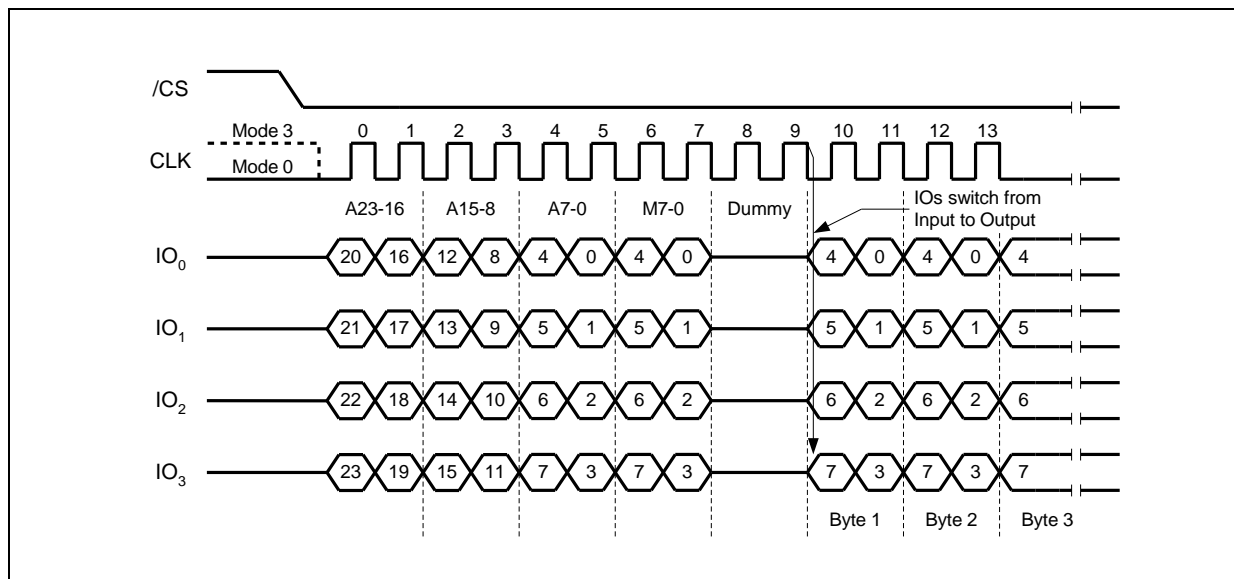 /CS
Mode 3 0 1 2 3 4 5 6 7 8 9 10 11 12 13
CLK
Mode 0
A23-16 A15-8 A7-0 M7-0 Dummy IOs switch from
Input to Output
IO0 20 16 12 8 4 0 4 0 4 0 4 0 4
IO1 21 17 13 9 5 1 5 1 5 1 5 1 5
IO2 22 18 14 10 6 2 6 2 6 2 6 2 6
IO3 23 19 15 11 7 3 7 3 7 3 7 3 7
Byte 1 Byte 2 Byte 3